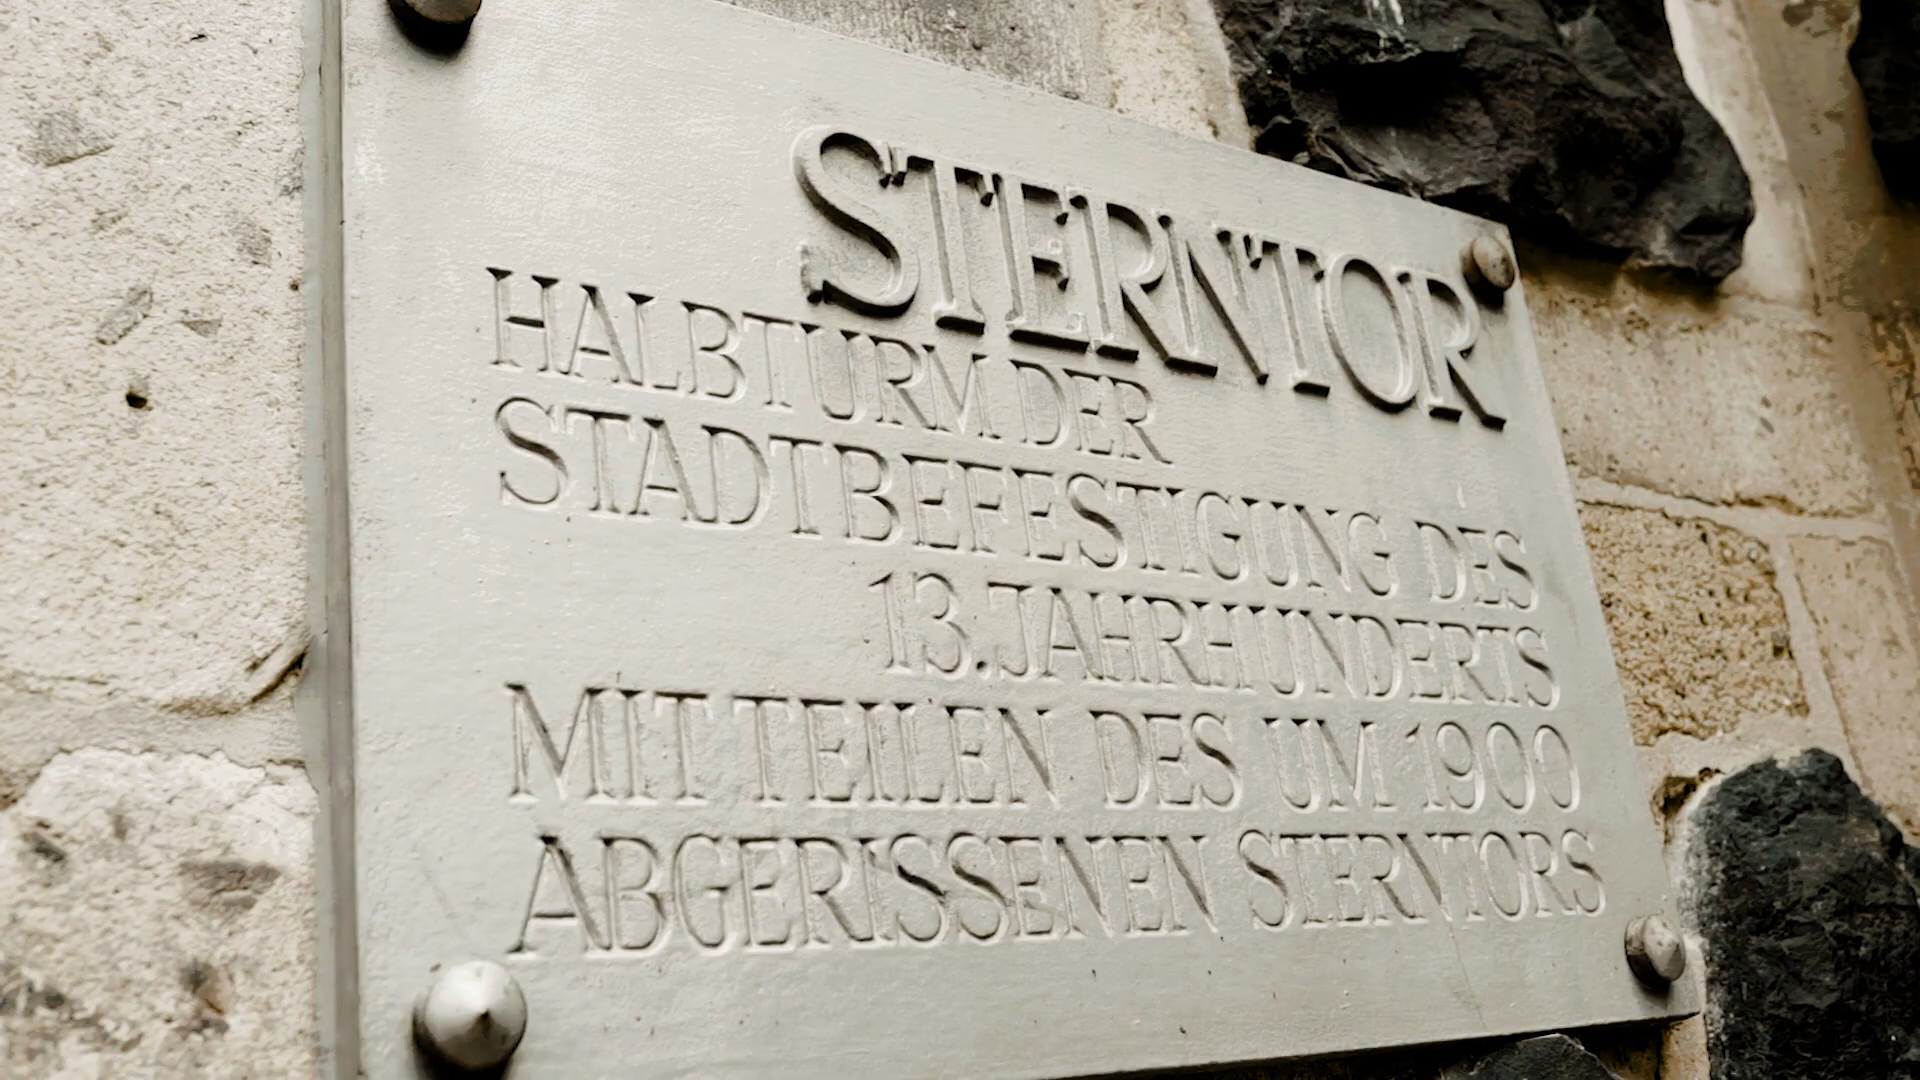 STERNTOR
HALBTURM DER
STADTBEFESTIGUNG DES
13. JAHRHUNDERTS
MIT TEILEN DES UM 1900
ABGERISSENEN STERNTORS